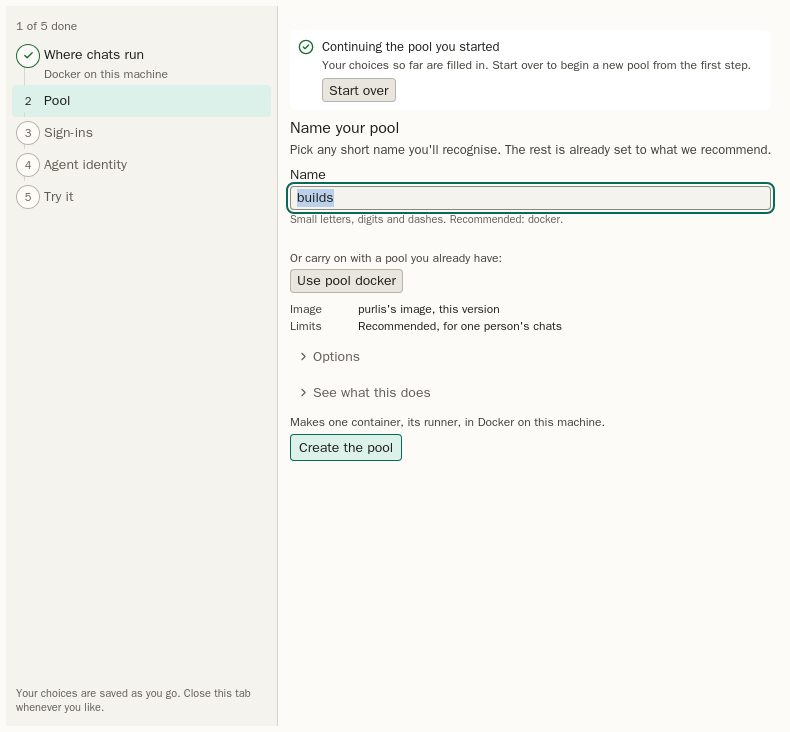 1 of 5 done
Where chats run
Docker on this machine
2 Pool
3 Sign-ins
4 Agent identity
5 Try it
Your choices are saved as you go. Close this tab
whenever you like.
Continuing the pool you started
Your choices so far are filled in. Start over to begin a new pool from the first step.
Start over
Name your pool
Pick any short name you'll recognise. The rest is already set to what we recommend.
Name
builds
Small letters, digits and dashes. Recommended: docker.
Or carry on with a pool you already have:
Use pool docker
Image purlis's image, this version
Limits Recommended, for one person's chats
Options
See what this does
Makes one container, its runner, in Docker on this machine.
Create the pool